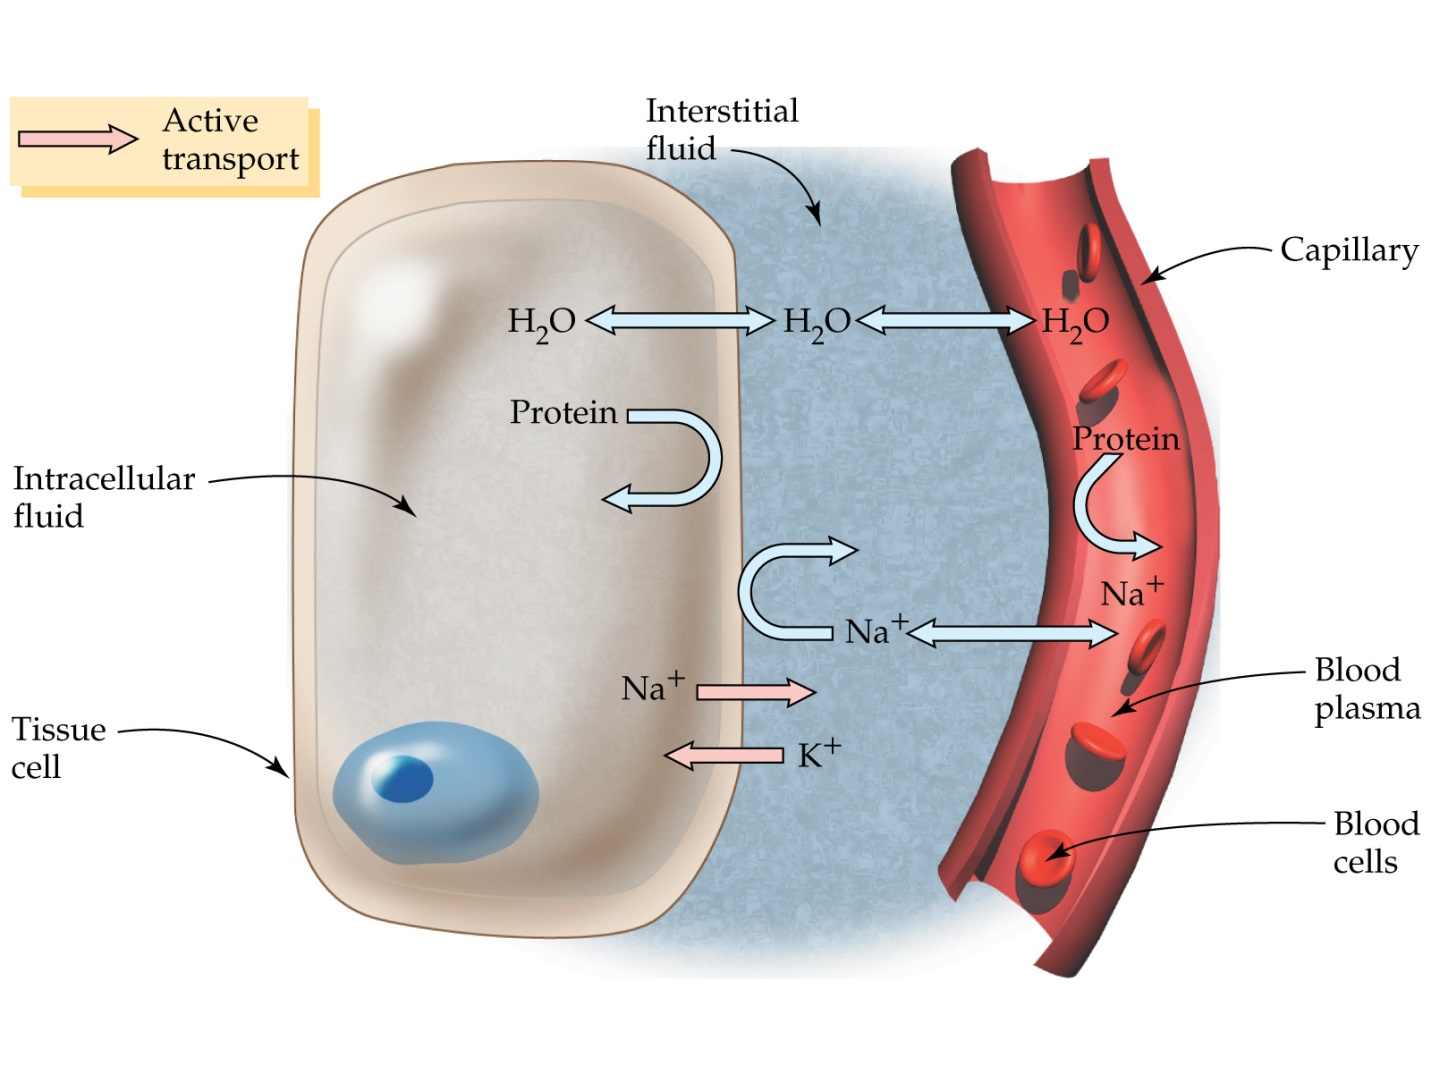 Active
transport
Interstitial
fluid
Capillary
H₂O
H₂O
H₂O
Protein
Protein
Intracellular
fluid
Na⁺
Na⁺
Na⁺
K⁺
Blood
plasma
Tissue
cell
Blood
cells